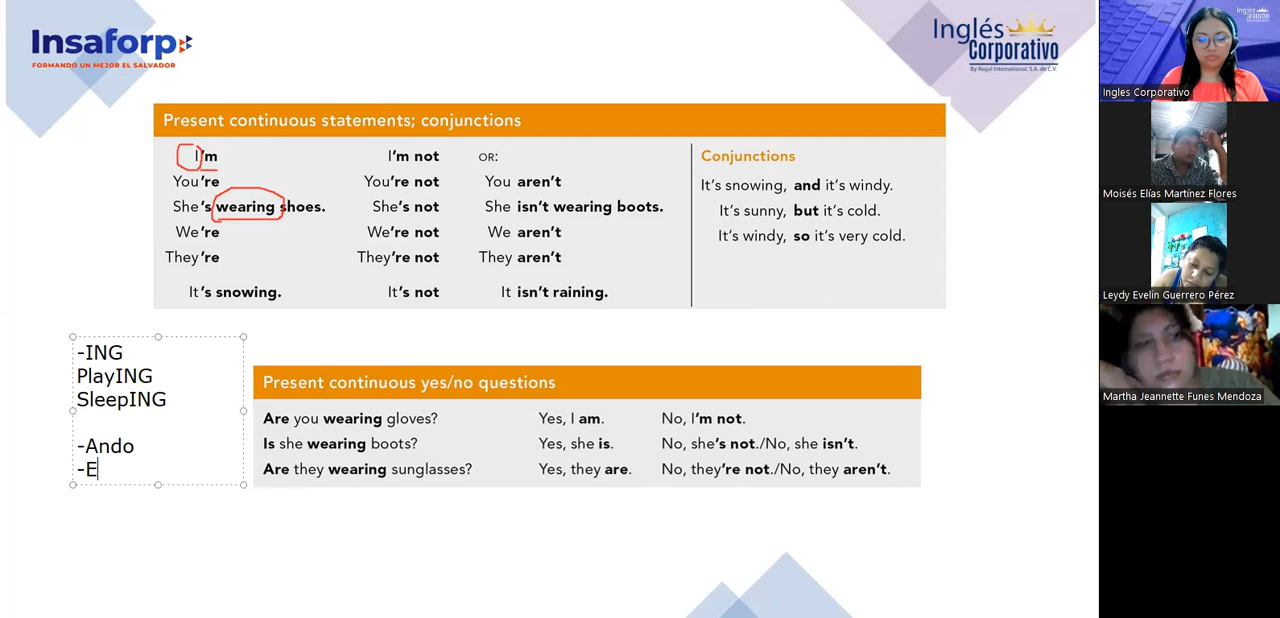 Insaforp
FORMANDO UN MEJOR EL SALVADOR
Inglés
Corporativo
By Regal International, S.A. de C.V.
Present continuous statements; conjunctions
I'm I'm not OR: Conjunctions
You're You're not You aren't It's snowing, and it's windy.
She's wearing shoes. She's not She isn't wearing boots. It's sunny, but it's cold.
We're We're not We aren't It's windy, so it's very cold.
They're They're not They aren't
It's snowing. It's not It isn't raining.
-ING
PlayING
SleepING
-Ando
-E
Present continuous yes/no questions
Are you wearing gloves? Yes, I am. No, I'm not.
Is she wearing boots? Yes, she is. No, she's not./No, she isn't.
Are they wearing sunglasses? Yes, they are. No, they're not./No, they aren't.
Ingles Corporativo
Moisés Elías Martínez Flores
Leydy Evelin Guerrero Pérez
Martha Jeannette Funes Mendoza